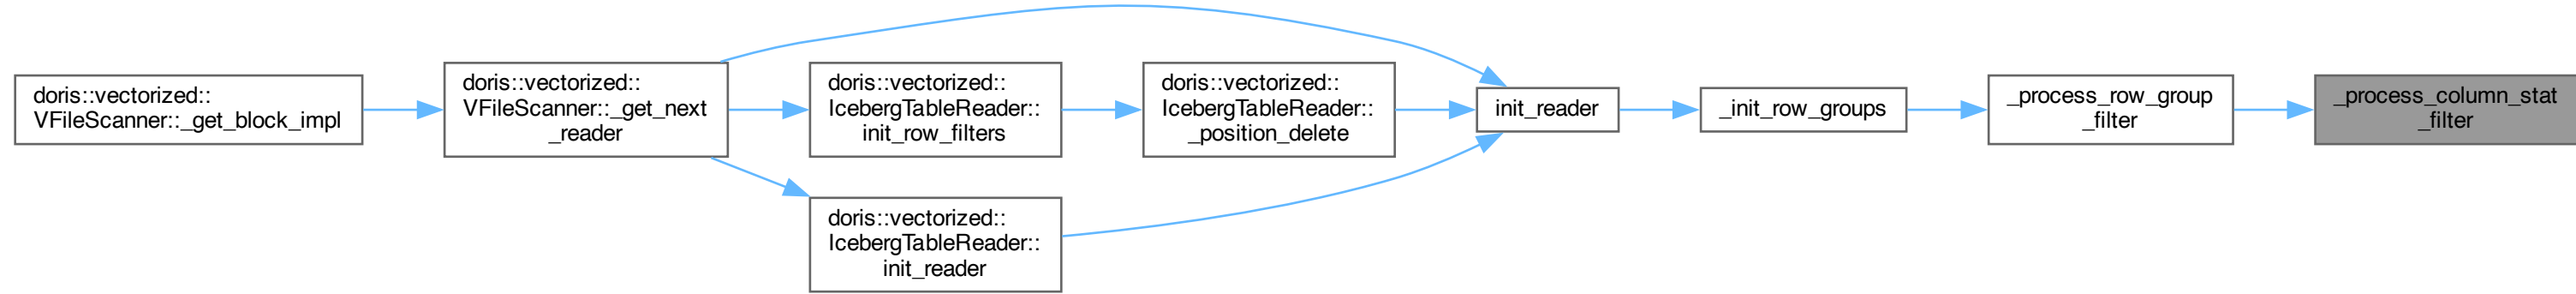 doris::vectorized::
VFileScanner::_get_block_impl
doris::vectorized::
VFileScanner::_get_next
_reader
doris::vectorized::
IcebergTableReader::
init_row_filters
doris::vectorized::
IcebergTableReader::
_position_delete
doris::vectorized::
IcebergTableReader::
init_reader
init_reader
_init_row_groups
_process_row_group
_filter
_process_column_stat
_filter